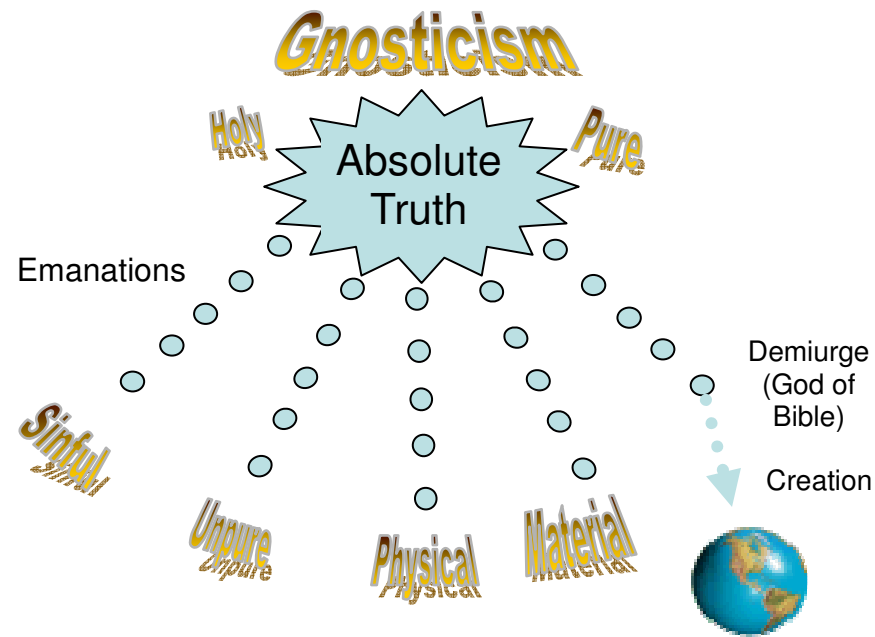 Gnosticism
Holy
Pure
Absolute
Truth
Emanations
Demiurge
(God of
Bible)
Sinful
Creation
Unpure
Physical
Material